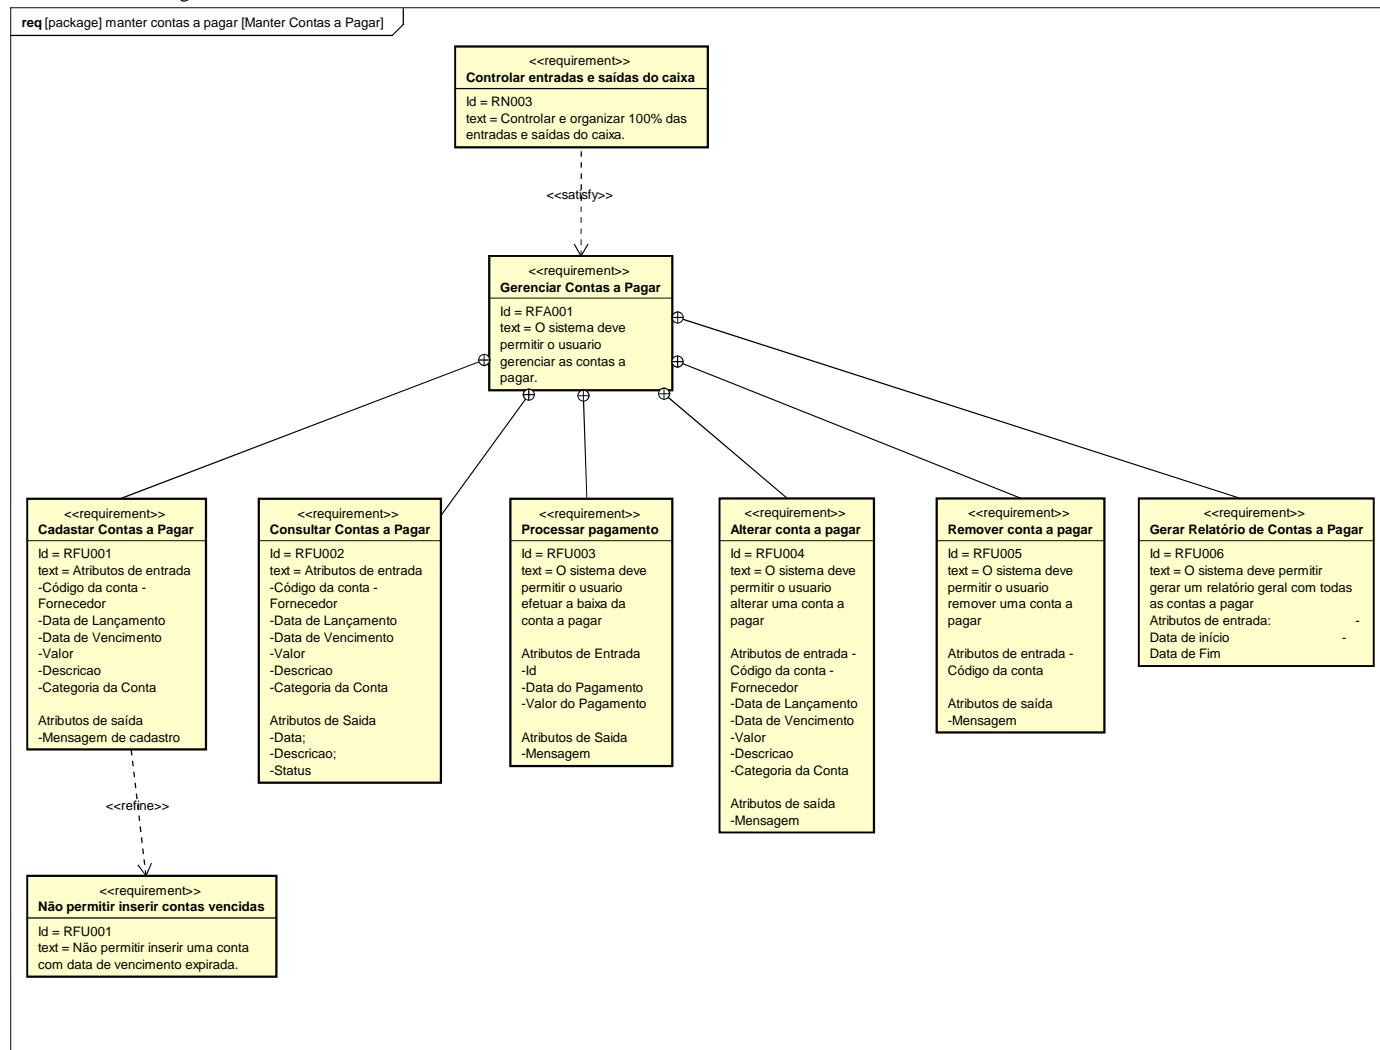 req [package] manter contas a pagar [Manter Contas a Pagar]
<<requirement>>
Controlar entradas e saídas do caixa
Id = RN003
text = Controlar e organizar 100% das
entradas e saídas do caixa.
<<satisfy>>
<<requirement>>
Gerenciar Contas a Pagar
Id = RFA001
text = O sistema deve
permitir o usuario
gerenciar as contas a
pagar.
<<requirement>>
Cadastar Contas a Pagar
Id = RFU001
text = Atributos de entrada
-Código da conta -
Fornecedor
-Data de Lançamento
-Data de Vencimento
-Valor
-Descricao
-Categoria da Conta
Atributos de saída
-Mensagem de cadastro
<<requirement>>
Consultar Contas a Pagar
Id = RFU002
text = Atributos de entrada
-Código da conta -
Fornecedor
-Data de Lançamento
-Data de Vencimento
-Valor
-Descricao
-Categoria da Conta
Atributos de Saida
-Data;
-Descricao;
-Status
<<requirement>>
Processar pagamento
Id = RFU003
text = O sistema deve
permitir o usuario
efetuar a baixa da
conta a pagar
Atributos de Entrada
-Id
-Data do Pagamento
-Valor do Pagamento
Atributos de Saida
-Mensagem
<<requirement>>
Alterar conta a pagar
Id = RFU004
text = O sistema deve
permitir o usuario
alterar uma conta a
pagar
Atributos de entrada -
Código da conta -
Fornecedor
-Data de Lançamento
-Data de Vencimento
-Valor
-Descricao
-Categoria da Conta
Atributos de saída
-Mensagem
<<requirement>>
Remover conta a pagar
Id = RFU005
text = O sistema deve
permitir o usuario
remover uma conta a
pagar
Atributos de entrada -
Código da conta
Atributos de saída
-Mensagem
<<requirement>>
Gerar Relatório de Contas a Pagar
Id = RFU006
text = O sistema deve permitir
gerar um relatório geral com todas
as contas a pagar
Atributos de entrada: -
Data de início -
Data de Fim
<<refine>>
<<requirement>>
Não permitir inserir contas vencidas
Id = RFU001
text = Não permitir inserir uma conta
com data de vencimento expirada.